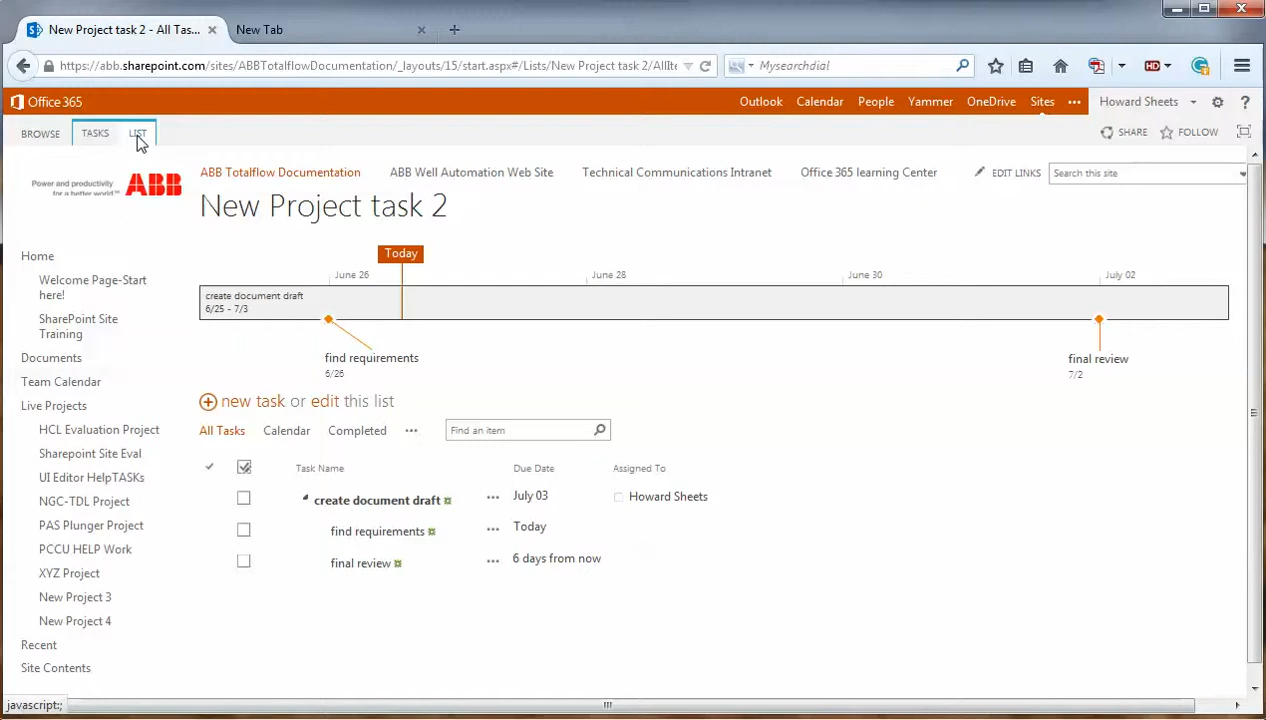 New Project task 2 - All Tas...
New Tab
https://abb.sharepoint.com/sites/ABBTotalflowDocumentation/_layouts/15/start.aspx#/Lists/New Project task 2/AllIte
Mysearchdial
HD
Office 365
Outlook
Calendar
People
Yammer
OneDrive
Sites
Howard Sheets
?
BROWSE
TASKS
LIST
SHARE
FOLLOW
Power and productivity
for a better world™
ABB
ABB Totalflow Documentation
ABB Well Automation Web Site
Technical Communications Intranet
Office 365 learning Center
EDIT LINKS
Search this site
New Project task 2
Today
June 26
June 28
June 30
July 02
create document draft
6/25 - 7/3
find requirements
6/26
final review
7/2
Home
Welcome Page-Start
here!
SharePoint Site
Training
Documents
Team Calendar
Live Projects
HCL Evaluation Project
Sharepoint Site Eval
UI Editor HelpTASKs
NGC-TDL Project
PAS Plunger Project
PCCU HELP Work
XYZ Project
New Project 3
New Project 4
Recent
Site Contents
new task or edit this list
All Tasks
Calendar
Completed
...
Find an item
Task Name
Due Date
Assigned To
create document draft
...
July 03
Howard Sheets
find requirements
...
Today
final review
...
6 days from now
javascript:;